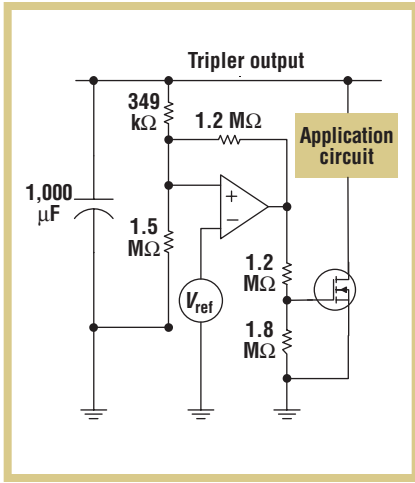 Tripler output
349
kΩ
1.2 MΩ
Application
circuit
1,000
μF
1.5
MΩ
+
−
Vref
1.2
MΩ
1.8
MΩ